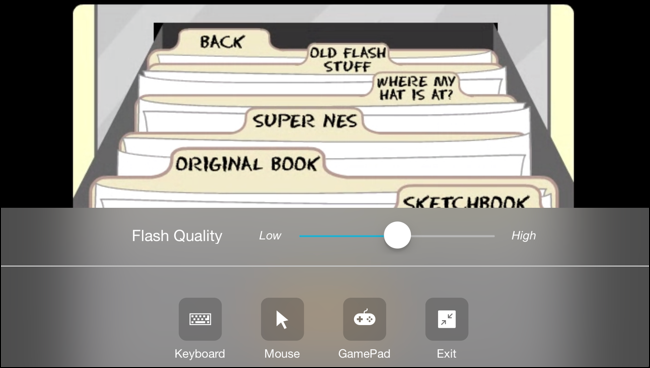 BACK
OLD FLASH
STUFF
WHERE MY
HAT IS AT?
SUPER NES
ORIGINAL BOOK
SKETCHBOOK
Flash Quality Low High
Keyboard Mouse GamePad Exit